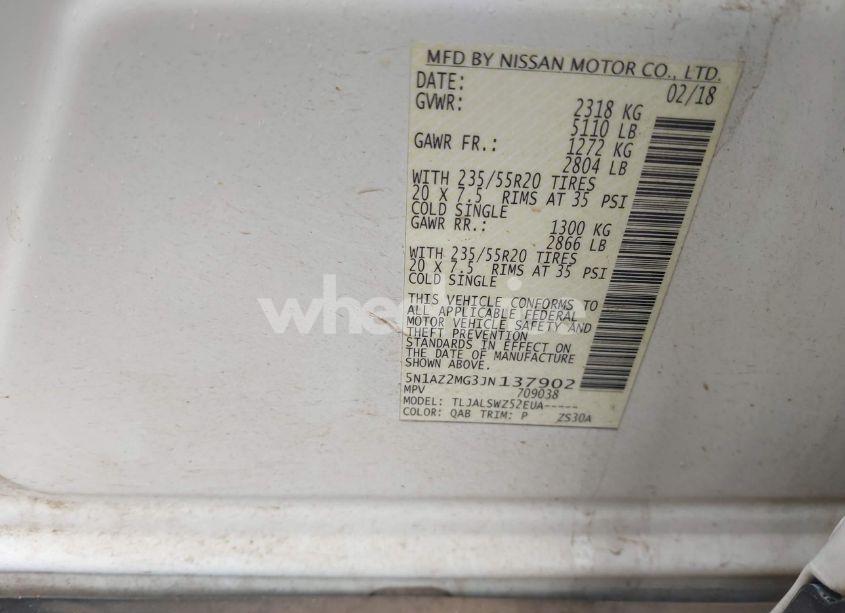 MFD BY NISSAN MOTOR CO., LTD.
DATE: 02/18
GVWR: 2318 KG
5110 LB
GAWR FR.: 1272 KG
2804 LB
WITH 235/55R20 TIRES
20 X 7.5 RIMS AT 35 PSI
COLD SINGLE
GAWR RR.: 1300 KG
2866 LB
WITH 235/55R20 TIRES
20 X 7.5 RIMS AT 35 PSI
COLD SINGLE
THIS VEHICLE CONFORMS TO
ALL APPLICABLE FEDERAL
MOTOR VEHICLE SAFETY AND
THEFT PREVENTION
STANDARDS IN EFFECT ON
THE DATE OF MANUFACTURE
SHOWN ABOVE.
5N1AZ2MG3JN137902
MPV 709038
MODEL: TLJALSWZ52EUA-----
COLOR: QAB TRIM: P ZS30A